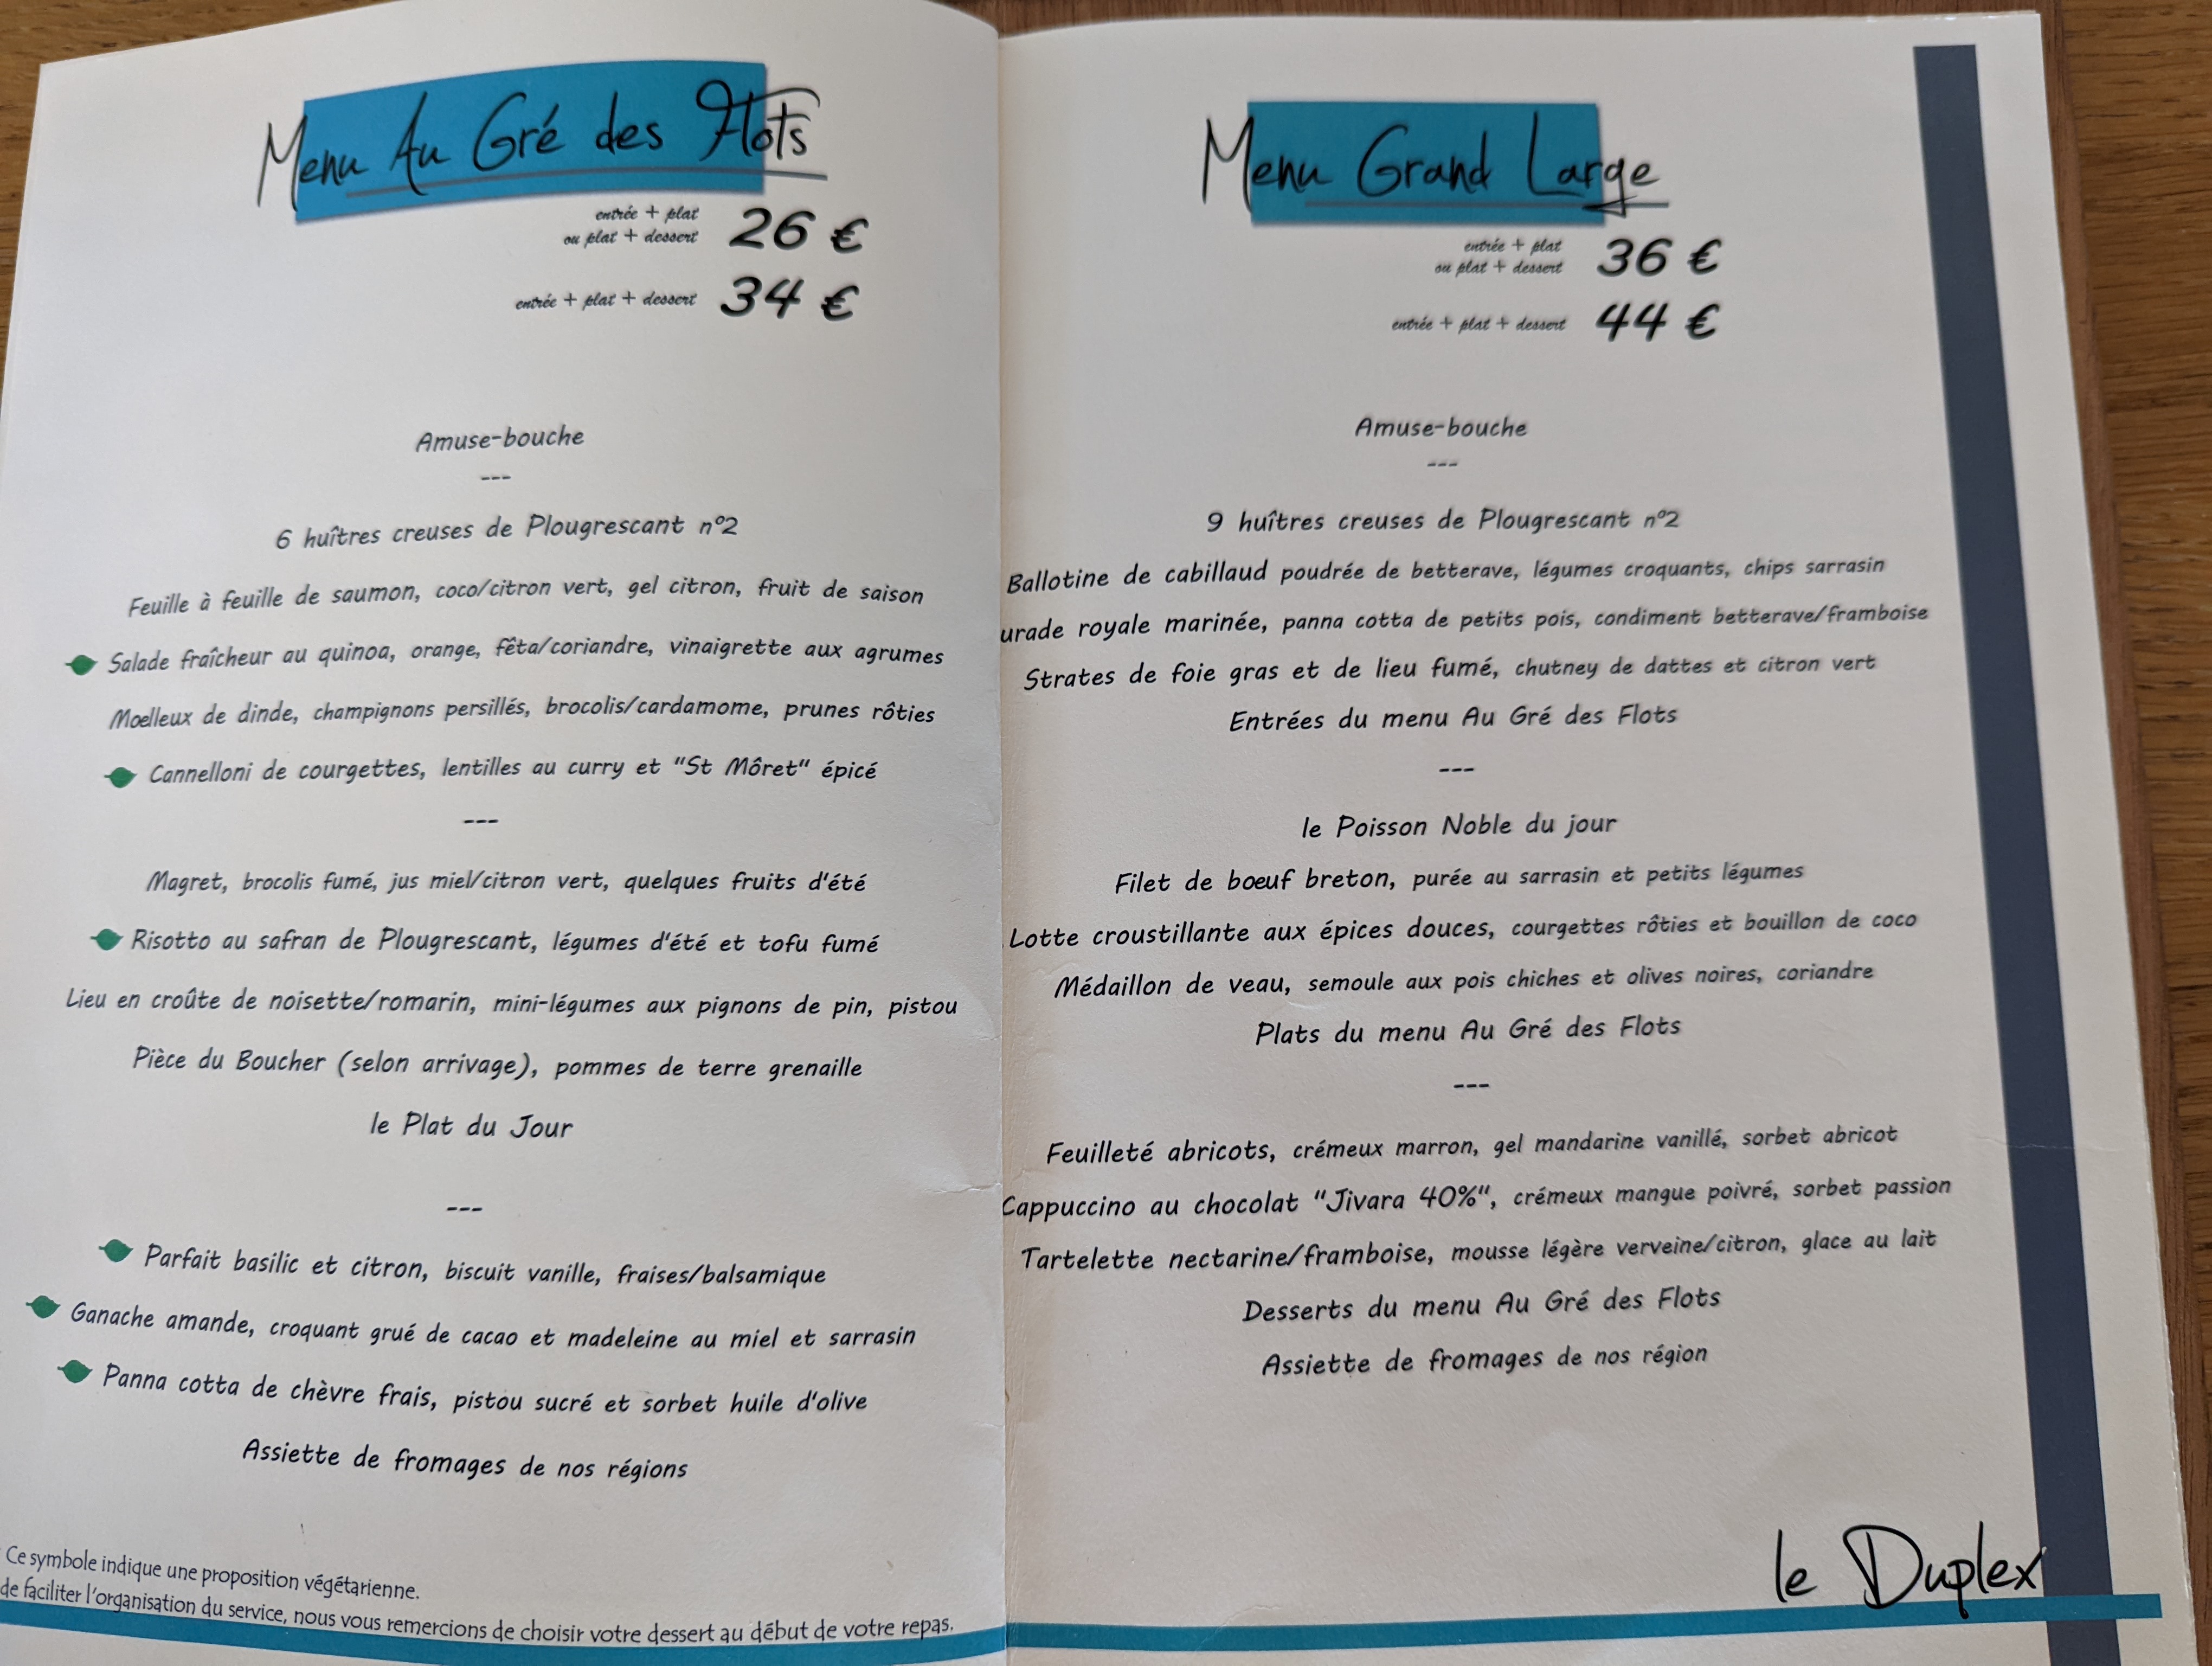 Menu Au Gré des Flots
entrée + plat
ou plat + dessert 26 €
entrée + plat + dessert 34 €
Amuse-bouche
---
6 huîtres creuses de Plougrescant n°2
Feuille à feuille de saumon, coco/citron vert, gel citron, fruit de saison
Salade fraîcheur au quinoa, orange, fêta/coriandre, vinaigrette aux agrumes
Moelleux de dinde, champignons persillés, brocolis/cardamome, prunes rôties
Cannelloni de courgettes, lentilles au curry et "St Môret" épicé
---
Magret, brocolis fumé, jus miel/citron vert, quelques fruits d'été
Risotto au safran de Plougrescant, légumes d'été et tofu fumé
Lieu en croûte de noisette/romarin, mini-légumes aux pignons de pin, pistou
Pièce du Boucher (selon arrivage), pommes de terre grenaille
le Plat du Jour
---
Parfait basilic et citron, biscuit vanille, fraises/balsamique
Ganache amande, croquant grué de cacao et madeleine au miel et sarrasin
Panna cotta de chèvre frais, pistou sucré et sorbet huile d'olive
Assiette de fromages de nos régions
Ce symbole indique une proposition végétarienne.
de faciliter l'organisation du service, nous vous remercions de choisir votre dessert au début de votre repas.
Menu Grand Large
entrée + plat
ou plat + dessert 36 €
entrée + plat + dessert 44 €
Amuse-bouche
---
9 huîtres creuses de Plougrescant n°2
Ballotine de cabillaud poudrée de betterave, légumes croquants, chips sarrasin
urade royale marinée, panna cotta de petits pois, condiment betterave/framboise
Strates de foie gras et de lieu fumé, chutney de dattes et citron vert
Entrées du menu Au Gré des Flots
---
le Poisson Noble du jour
Filet de bœuf breton, purée au sarrasin et petits légumes
Lotte croustillante aux épices douces, courgettes rôties et bouillon de coco
Médaillon de veau, semoule aux pois chiches et olives noires, coriandre
Plats du menu Au Gré des Flots
---
Feuilleté abricots, crémeux marron, gel mandarine vanillé, sorbet abricot
Cappuccino au chocolat "Jivara 40%", crémeux mangue poivré, sorbet passion
Tartelette nectarine/framboise, mousse légère verveine/citron, glace au lait
Desserts du menu Au Gré des Flots
Assiette de fromages de nos région
le Duplex